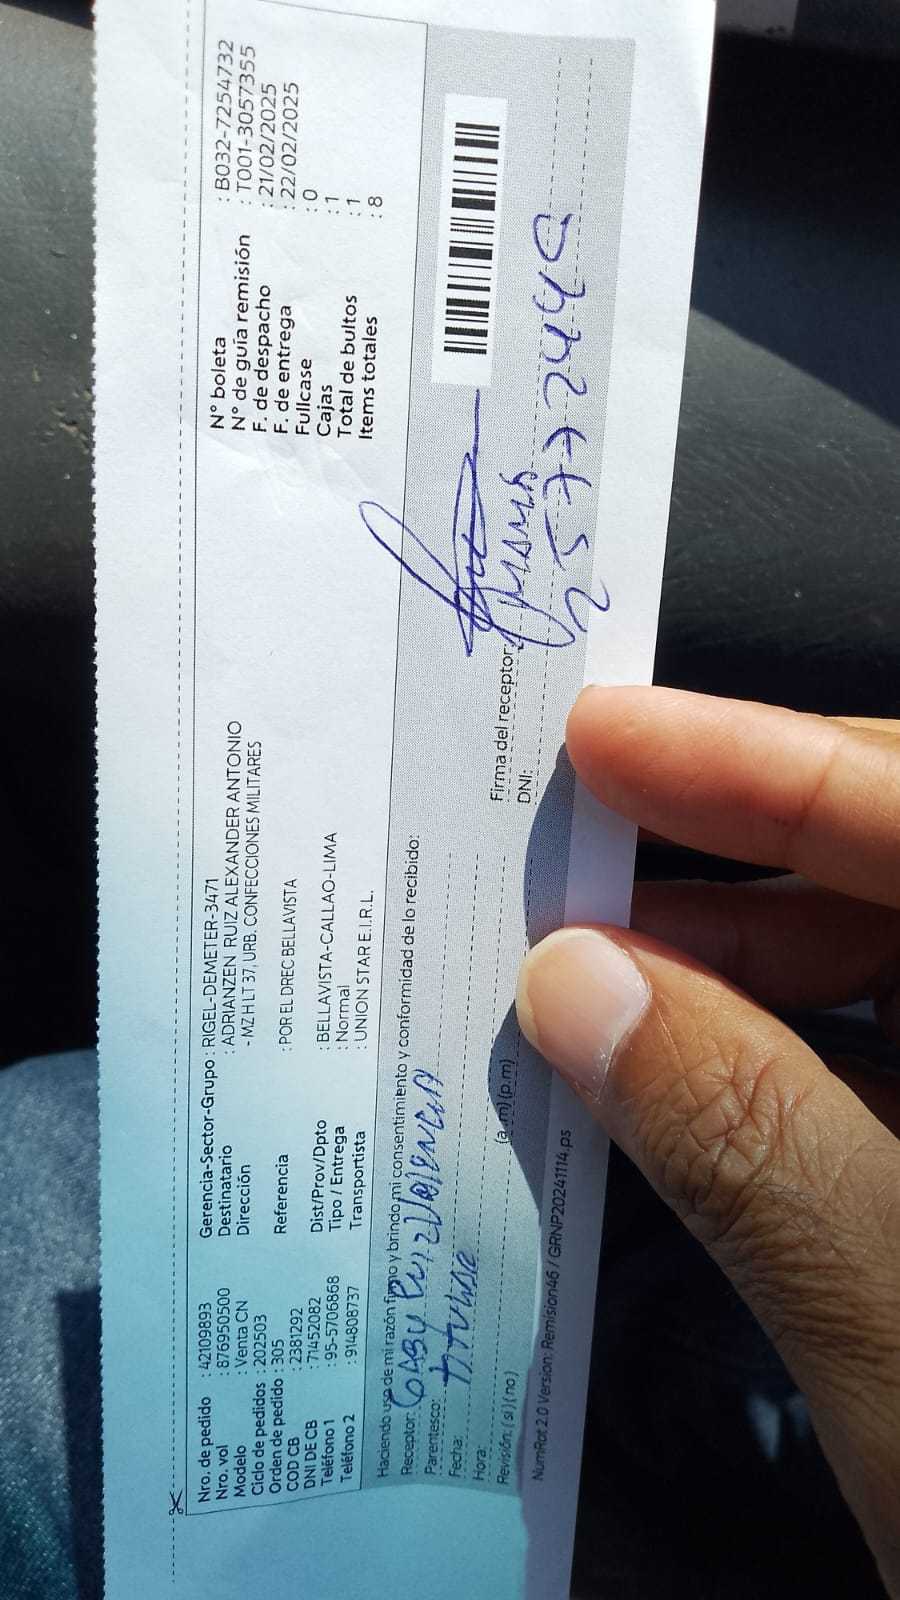 Nro. de pedido : 42109893
Nro. vol : 876950500
Modelo : Venta CN
Ciclo de pedidos : 202503
Orden de pedido : 305
COD CB : 2381292
DNI DE CB : 71452082
Teléfono 1 : 95-5706868
Teléfono 2 : 914808737
Gerencia-Sector-Grupo : RIGEL-DEMETER-3471
Destinatario : ADRIANZEN RUIZ ALEXANDER ANTONIO
Dirección - MZ H LT 37, URB. CONFECCIONES MILITARES
Referencia : POR EL DREC BELLAVISTA
Dist/Prov/Dpto : BELLAVISTA-CALLAO-LIMA
Tipo / Entrega : Normal
Transportista : UNION STAR E.I.R.L.
N° boleta : B032-7254732
N° de guía remisión : T001-3057355
F. de despacho : 21/02/2025
F. de entrega : 22/02/2025
Fullcase : 0
Cajas : 1
Total de bultos : 1
Items totales : 8
Haciendo uso de mi razón firmo y brindo mi consentimiento y conformidad de lo recibido:
Receptor: GABY RUIZ
Parentesco:
Fecha:
Hora: (a.m) (p.m)
Revisión: (si) (no)
Firma del receptor:
DNI:
NumRot 2.0 Version: Remision46 / GRNP20241114.ps